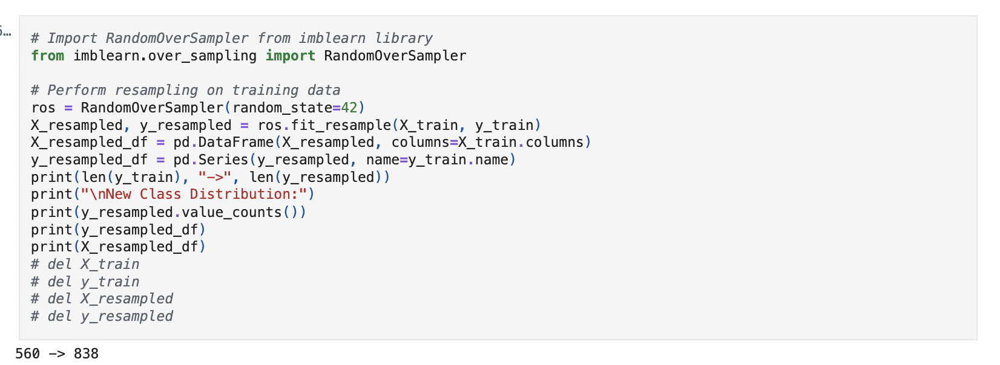 # Import RandomOverSampler from imblearn library
from imblearn.over_sampling import RandomOverSampler
# Perform resampling on training data
ros = RandomOverSampler(random_state=42)
X_resampled, y_resampled = ros.fit_resample(X_train, y_train)
X_resampled_df = pd.DataFrame(X_resampled, columns=X_train.columns)
y_resampled_df = pd.Series(y_resampled, name=y_train.name)
print(len(y_train), "->", len(y_resampled))
print("\nNew Class Distribution:")
print(y_resampled.value_counts())
print(y_resampled_df)
print(X_resampled_df)
# del X_train
# del y_train
# del X_resampled
# del y_resampled
560 -> 838